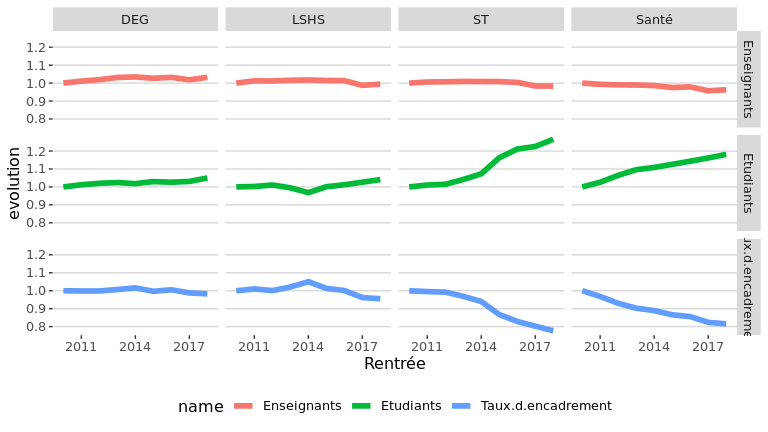 DEG LSHS ST Santé
1.2
1.1
1.0
0.9
0.8
Enseignants
1.2
1.1
1.0
0.9
0.8
Etudiants
1.2
1.1
1.0
0.9
0.8
ux.d.encadreme
evolution
2011 2014 2017 2011 2014 2017 2011 2014 2017 2011 2014 2017
Rentrée
name Enseignants Etudiants Taux.d.encadrement